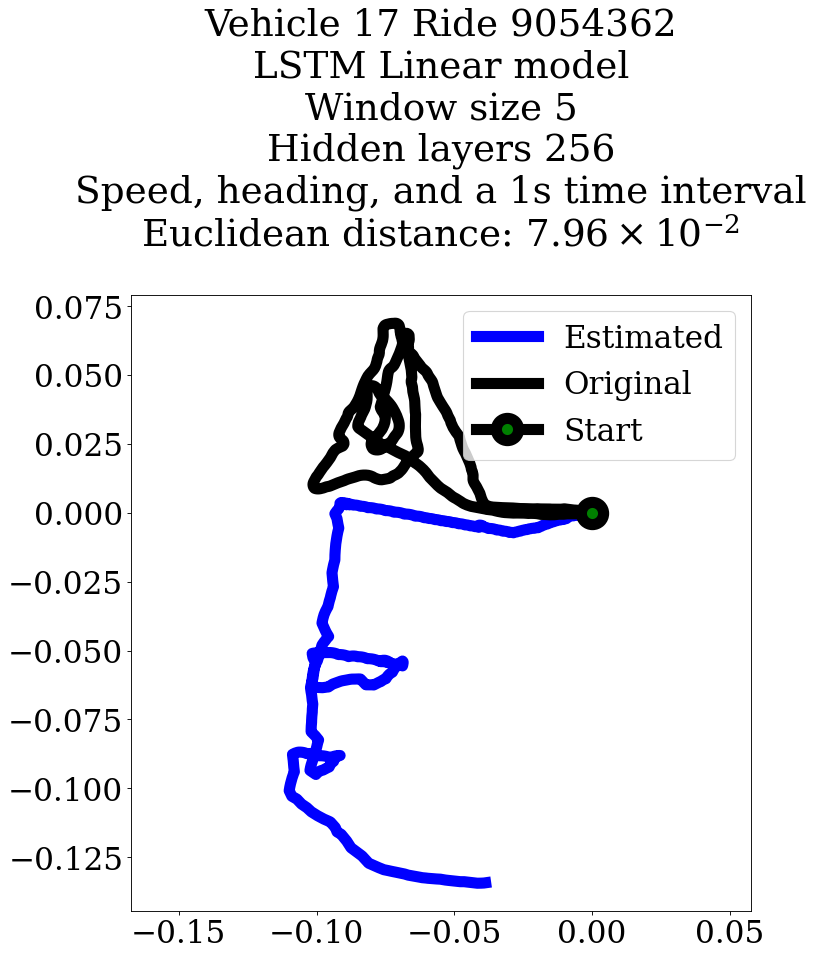 Vehicle 17 Ride 9054362
LSTM Linear model
Window size 5
Hidden layers 256
Speed, heading, and a 1s time interval
Euclidean distance: 7.96 × 10⁻²
Estimated
Original
Start
0.075
0.050
0.025
0.000
−0.025
−0.050
−0.075
−0.100
−0.125
−0.15 −0.10 −0.05 0.00 0.05